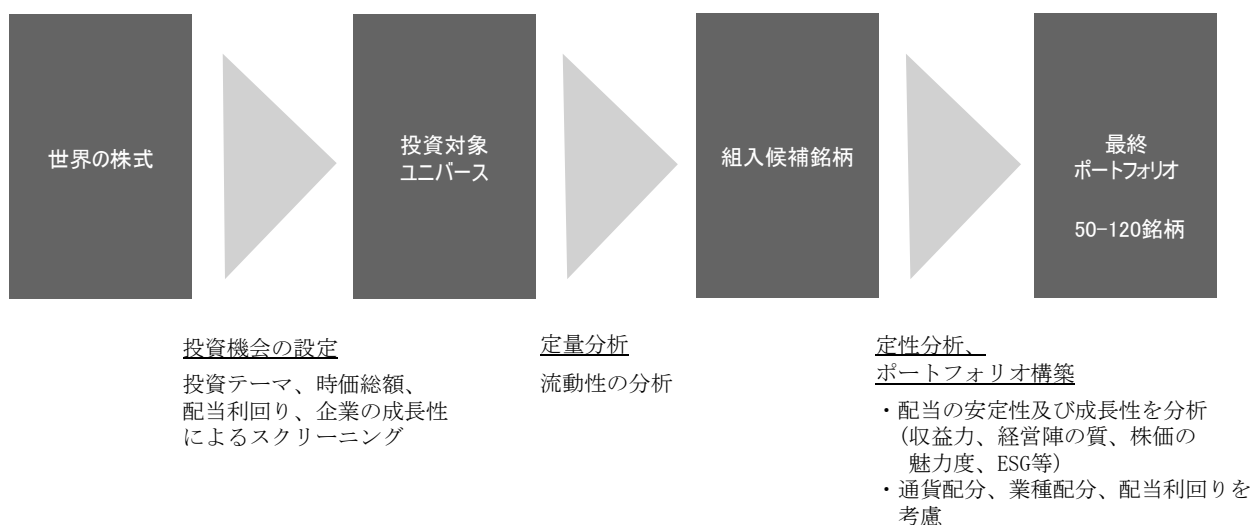 世界の株式
投資対象
ユニバース
組入候補銘柄
最終
ポートフォリオ
50-120銘柄
投資機会の設定
投資テーマ、時価総額、
配当利回り、企業の成長性
によるスクリーニング
定量分析
流動性の分析
定性分析、
ポートフォリオ構築
・配当の安定性及び成長性を分析
(収益力、経営陣の質、株価の
魅力度、ESG等)
・通貨配分、業種配分、配当利回りを
考慮